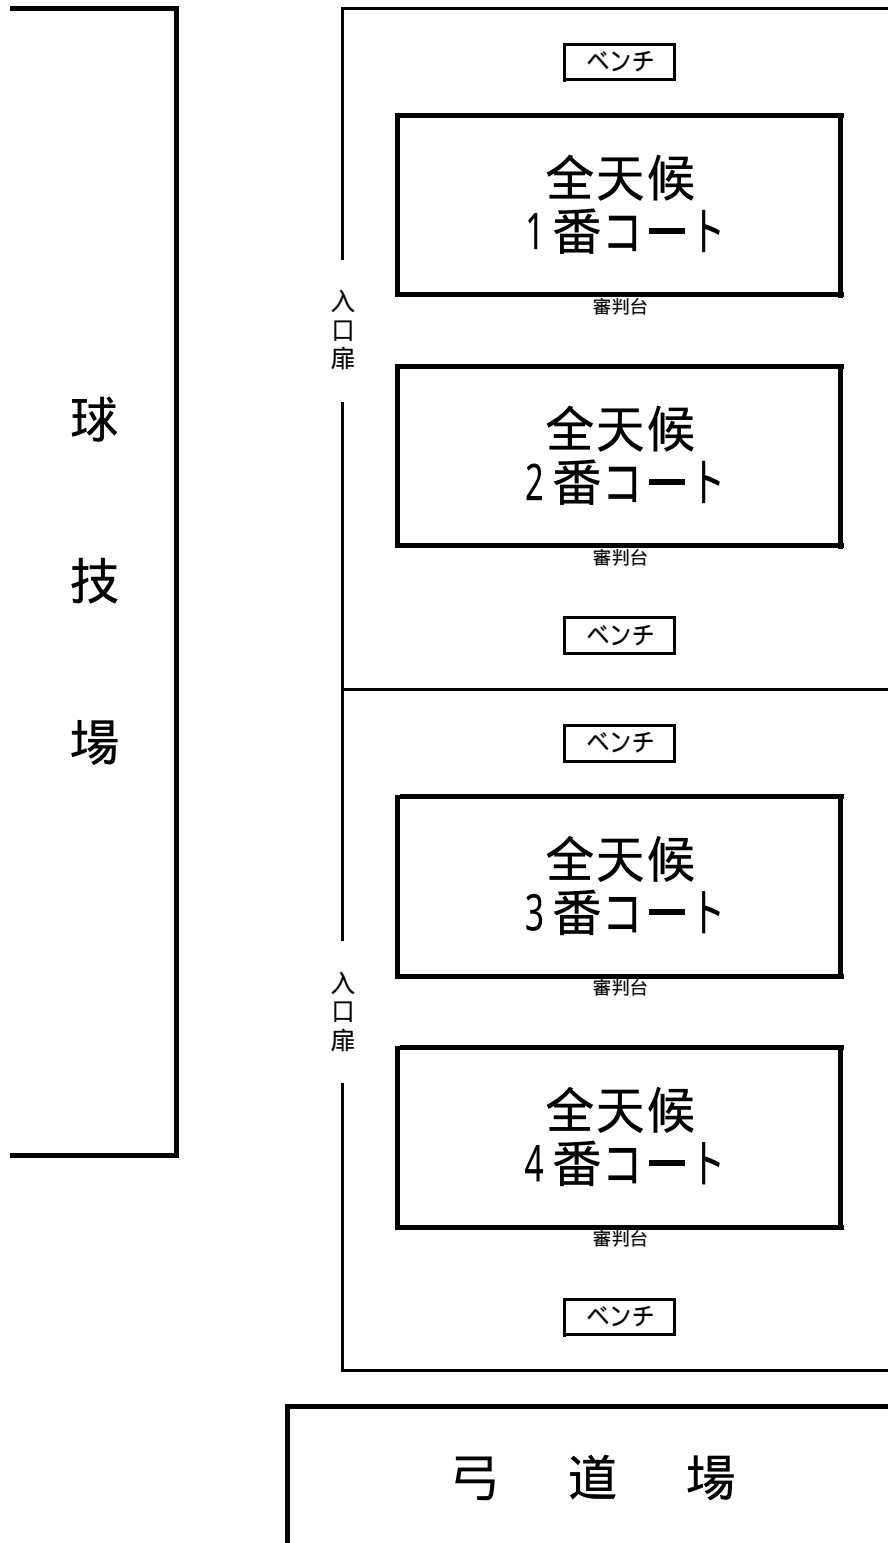 ベンチ
全天候
1番コート
審判台
入口扉
全天候
2番コート
審判台
ベンチ
球技場
ベンチ
全天候
3番コート
審判台
入口扉
全天候
4番コート
審判台
ベンチ
弓道場